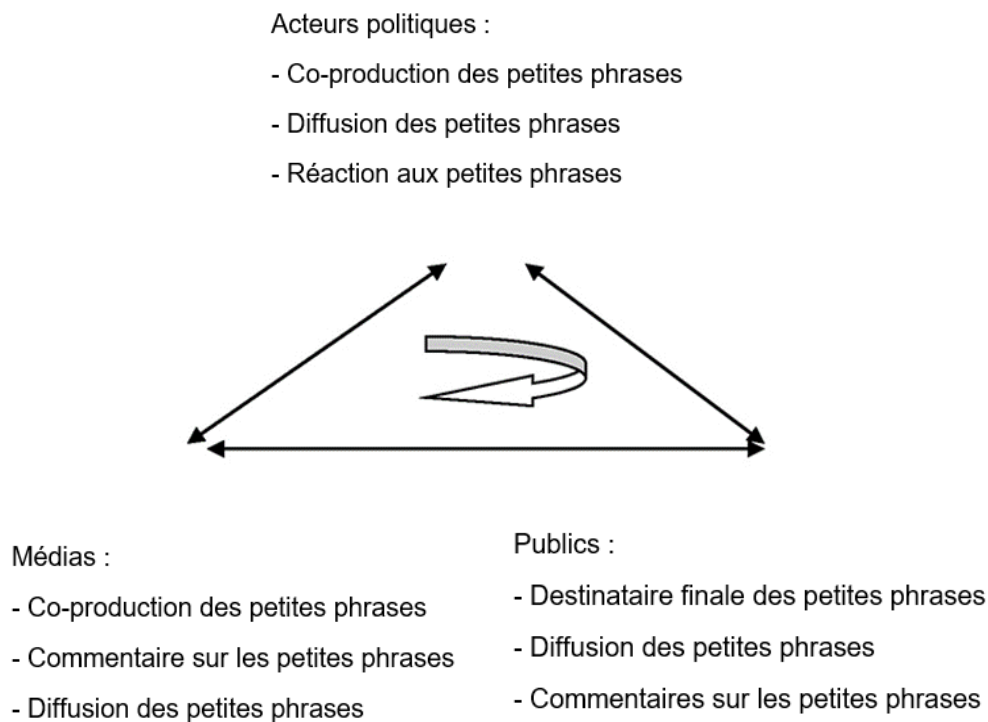 Acteurs politiques :
- Co-production des petites phrases
- Diffusion des petites phrases
- Réaction aux petites phrases
Médias :
- Co-production des petites phrases
- Commentaire sur les petites phrases
- Diffusion des petites phrases
Publics :
- Destinataire finale des petites phrases
- Diffusion des petites phrases
- Commentaires sur les petites phrases